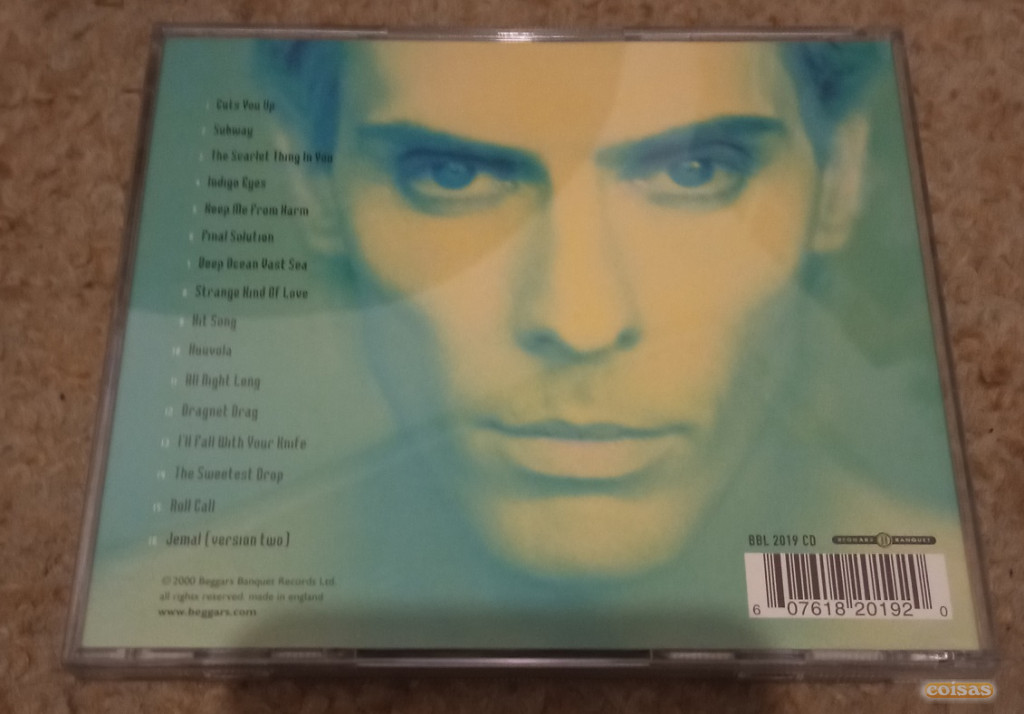 Cuts You Up
Subway
The Scarlet Thing In You
Indigo Eyes
Keep Me From Harm
Final Solution
Deep Ocean Vast Sea
Strange Kind Of Love
Hit Song
Huuvola
All Night Long
Dragnet Drag
I'll Fall With Your Knife
The Sweetest Drop
Roll Call
Jemal (version two)
© 2000 Beggars Banquet Records Ltd.
all rights reserved. made in england
www.beggars.com
BBL 2019 CD
BEGGARS BANQUET
6 07618 20192 0
coisas